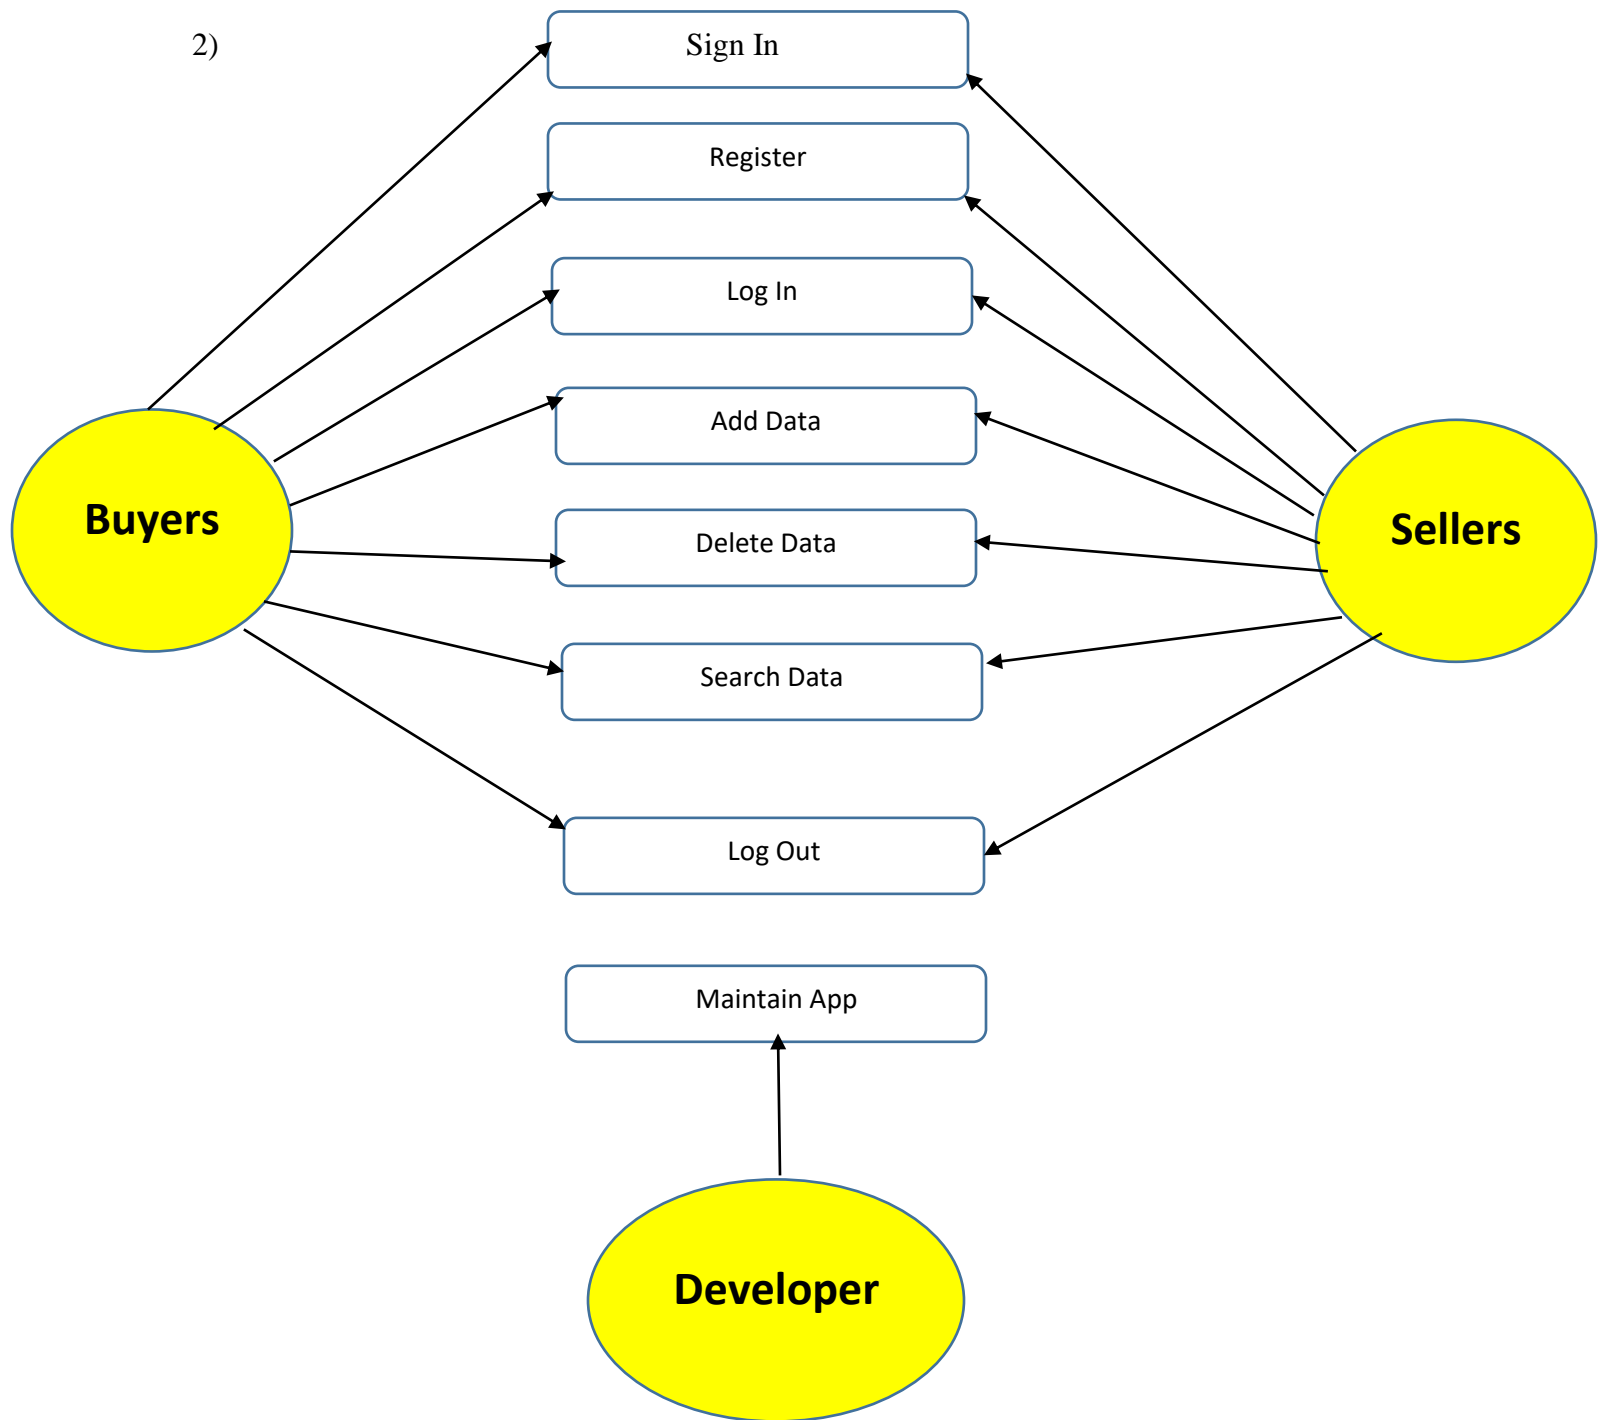 2)
Sign In
Register
Log In
Add Data
Buyers
Sellers
Delete Data
Search Data
Log Out
Maintain App
Developer